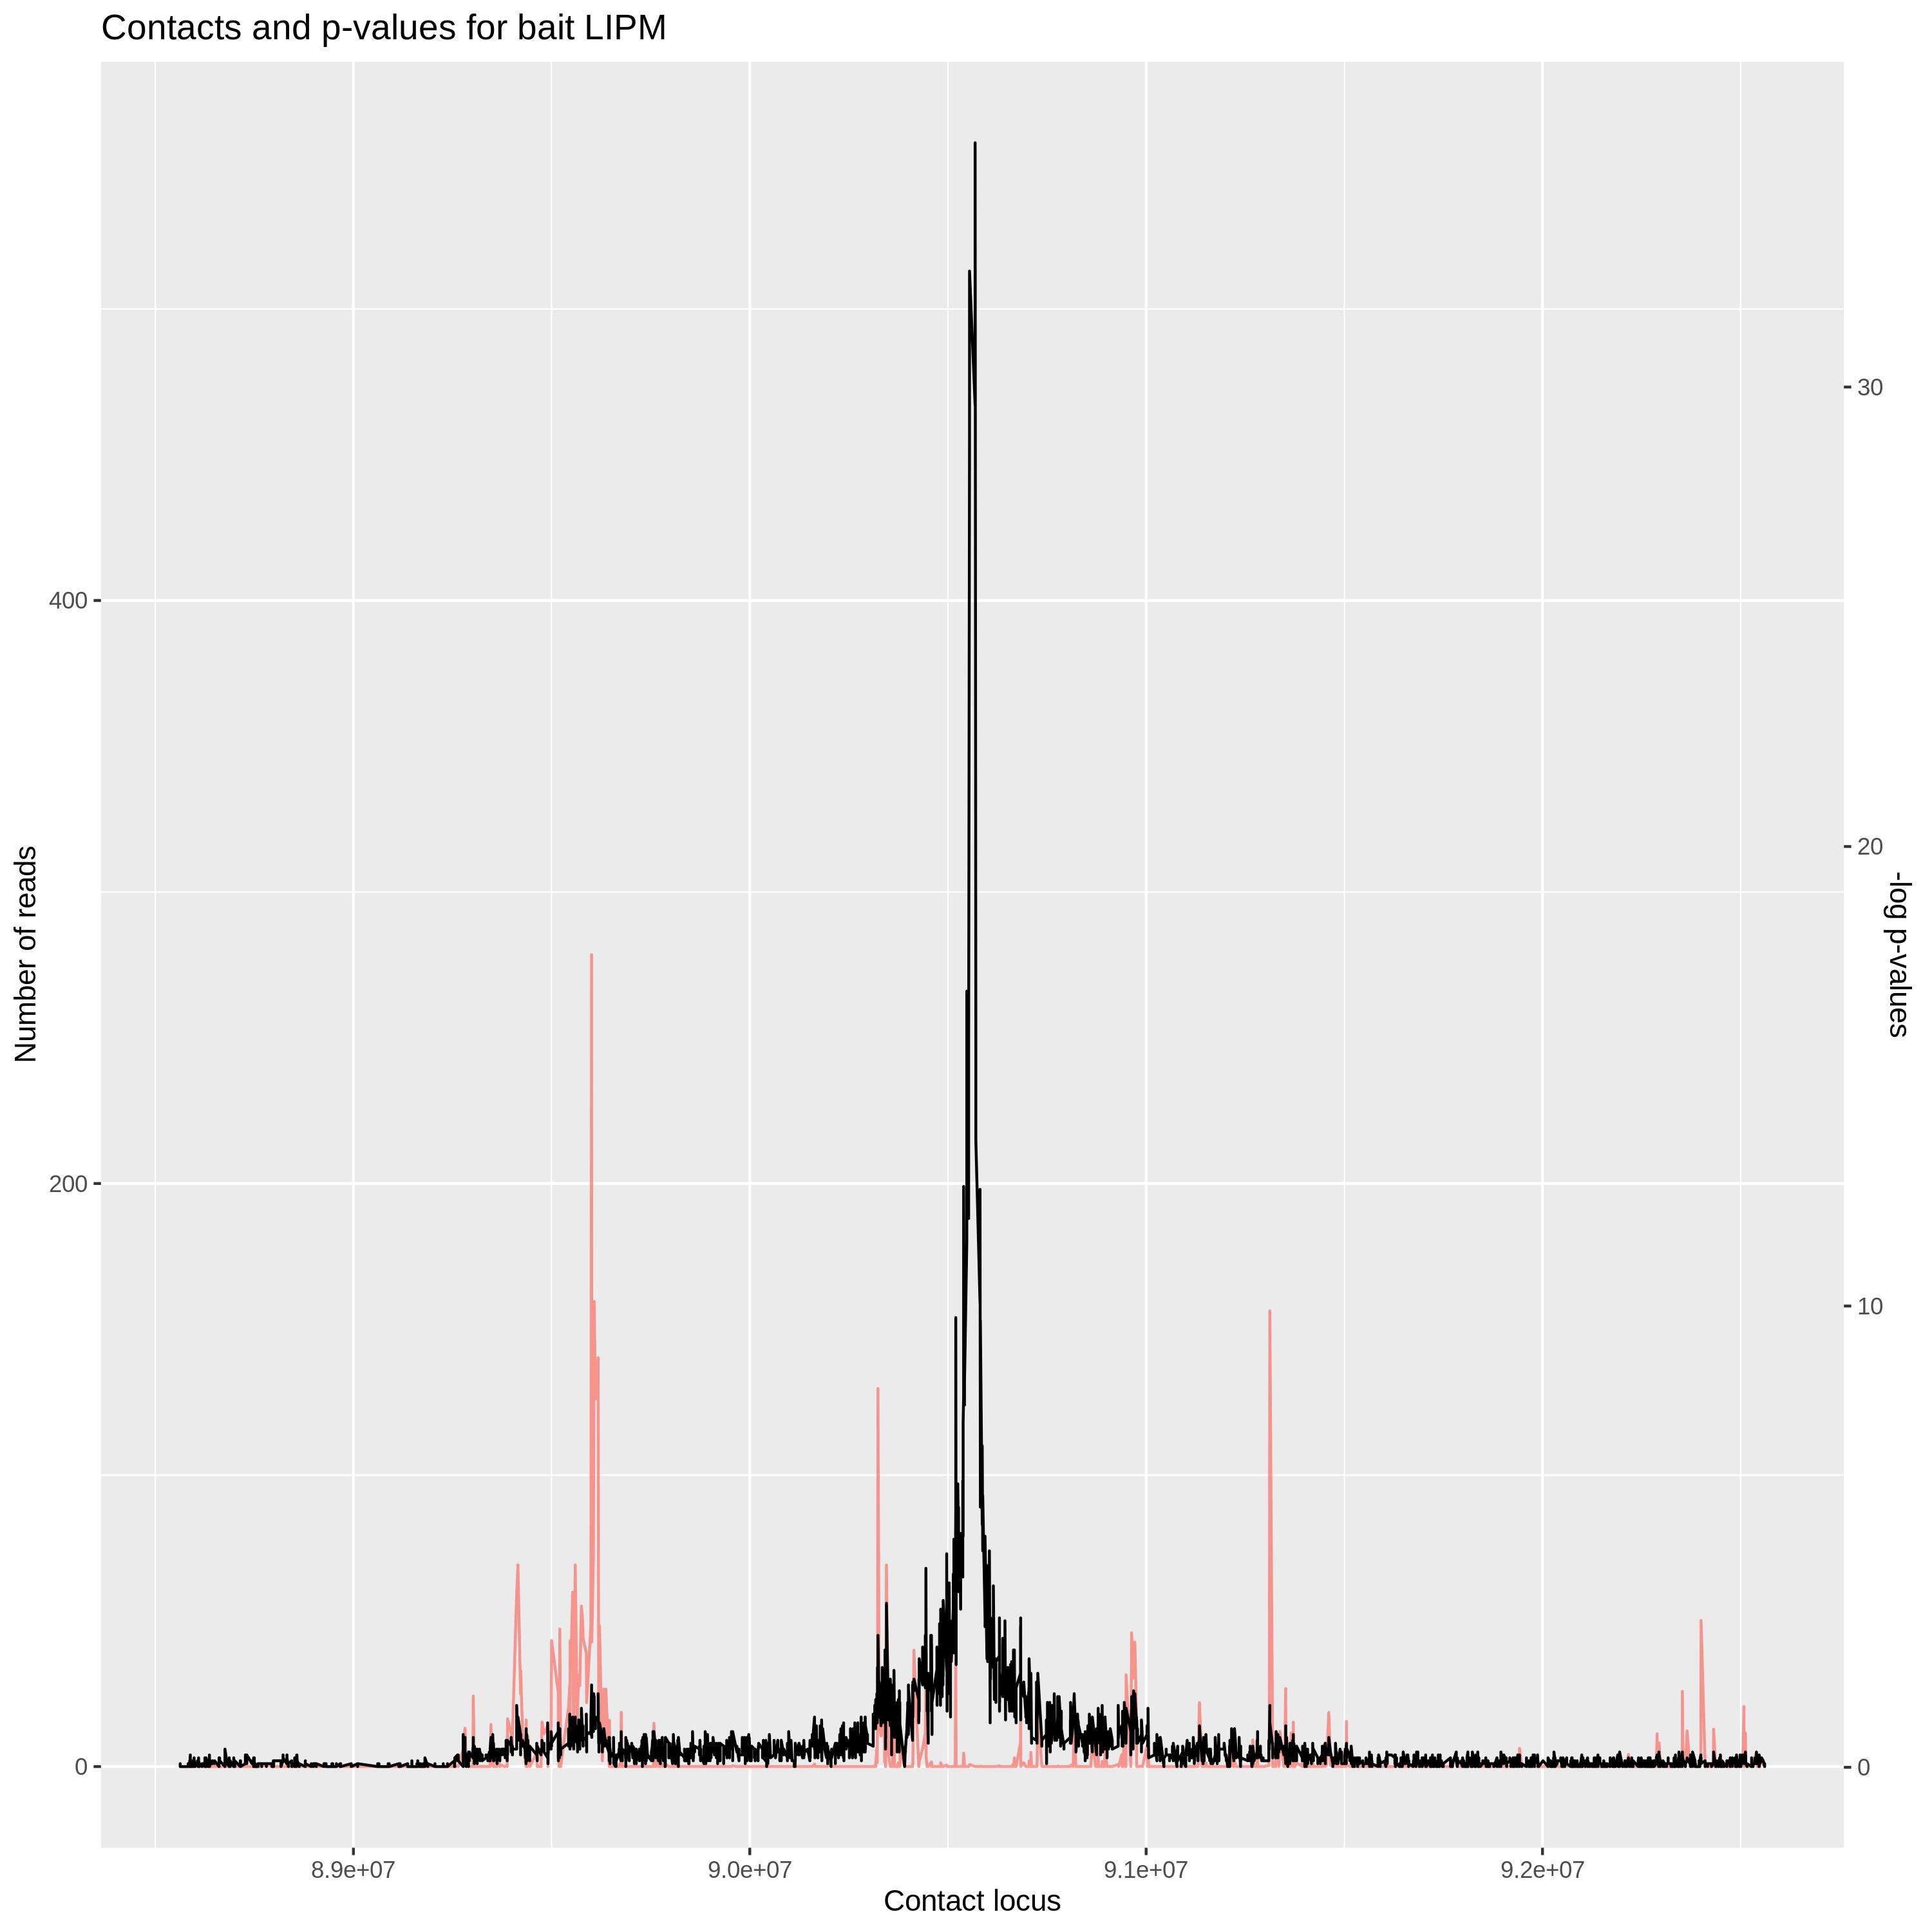 Contacts and p-values for bait LIPM
Number of reads
400
200
0
30
20
10
0
-log p-values
8.9e+07
9.0e+07
9.1e+07
9.2e+07
Contact locus